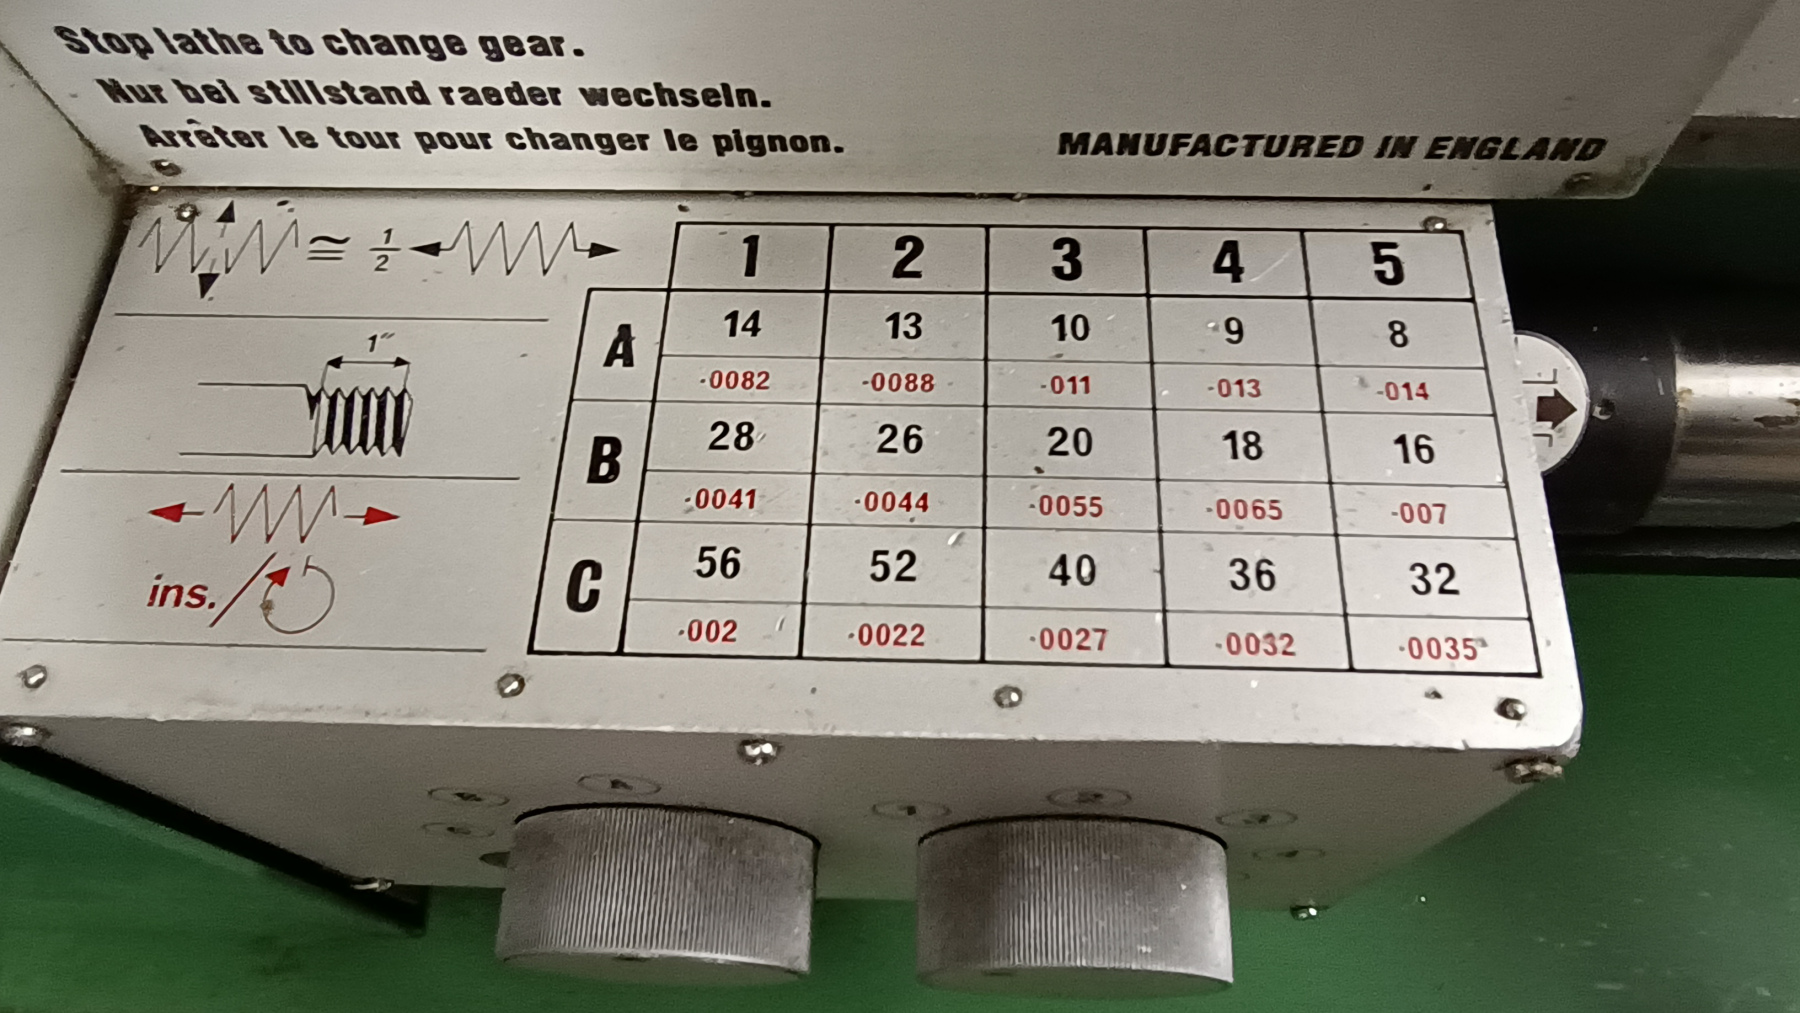 Stop lathe to change gear.
Nur bei stillstand raeder wechseln.
Arrêter le tour pour changer le pignon.
MANUFACTURED IN ENGLAND
≅ 1/2
1"
ins./
1 2 3 4 5
A 14 13 10 9 8
·0082 ·0088 ·011 ·013 ·014
B 28 26 20 18 16
·0041 ·0044 ·0055 ·0065 ·007
C 56 52 40 36 32
·002 ·0022 ·0027 ·0032 ·0035